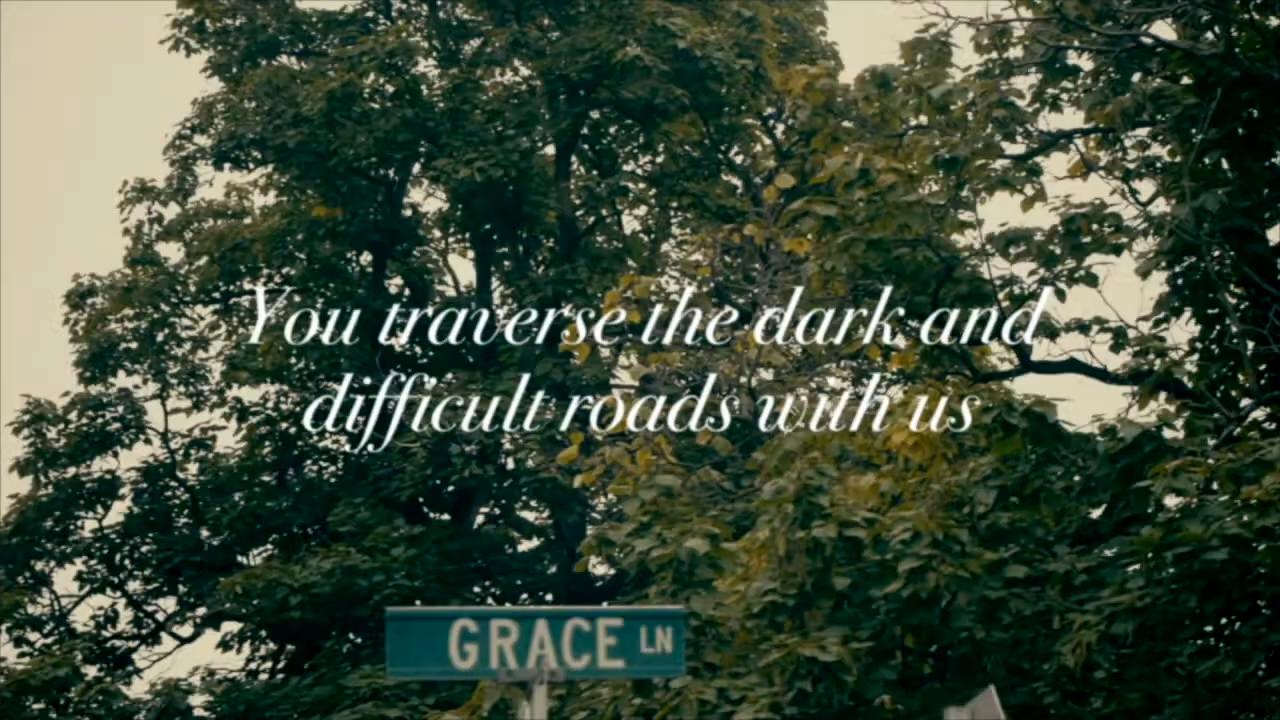 You traverse the dark and
difficult roads with us
GRACE LN